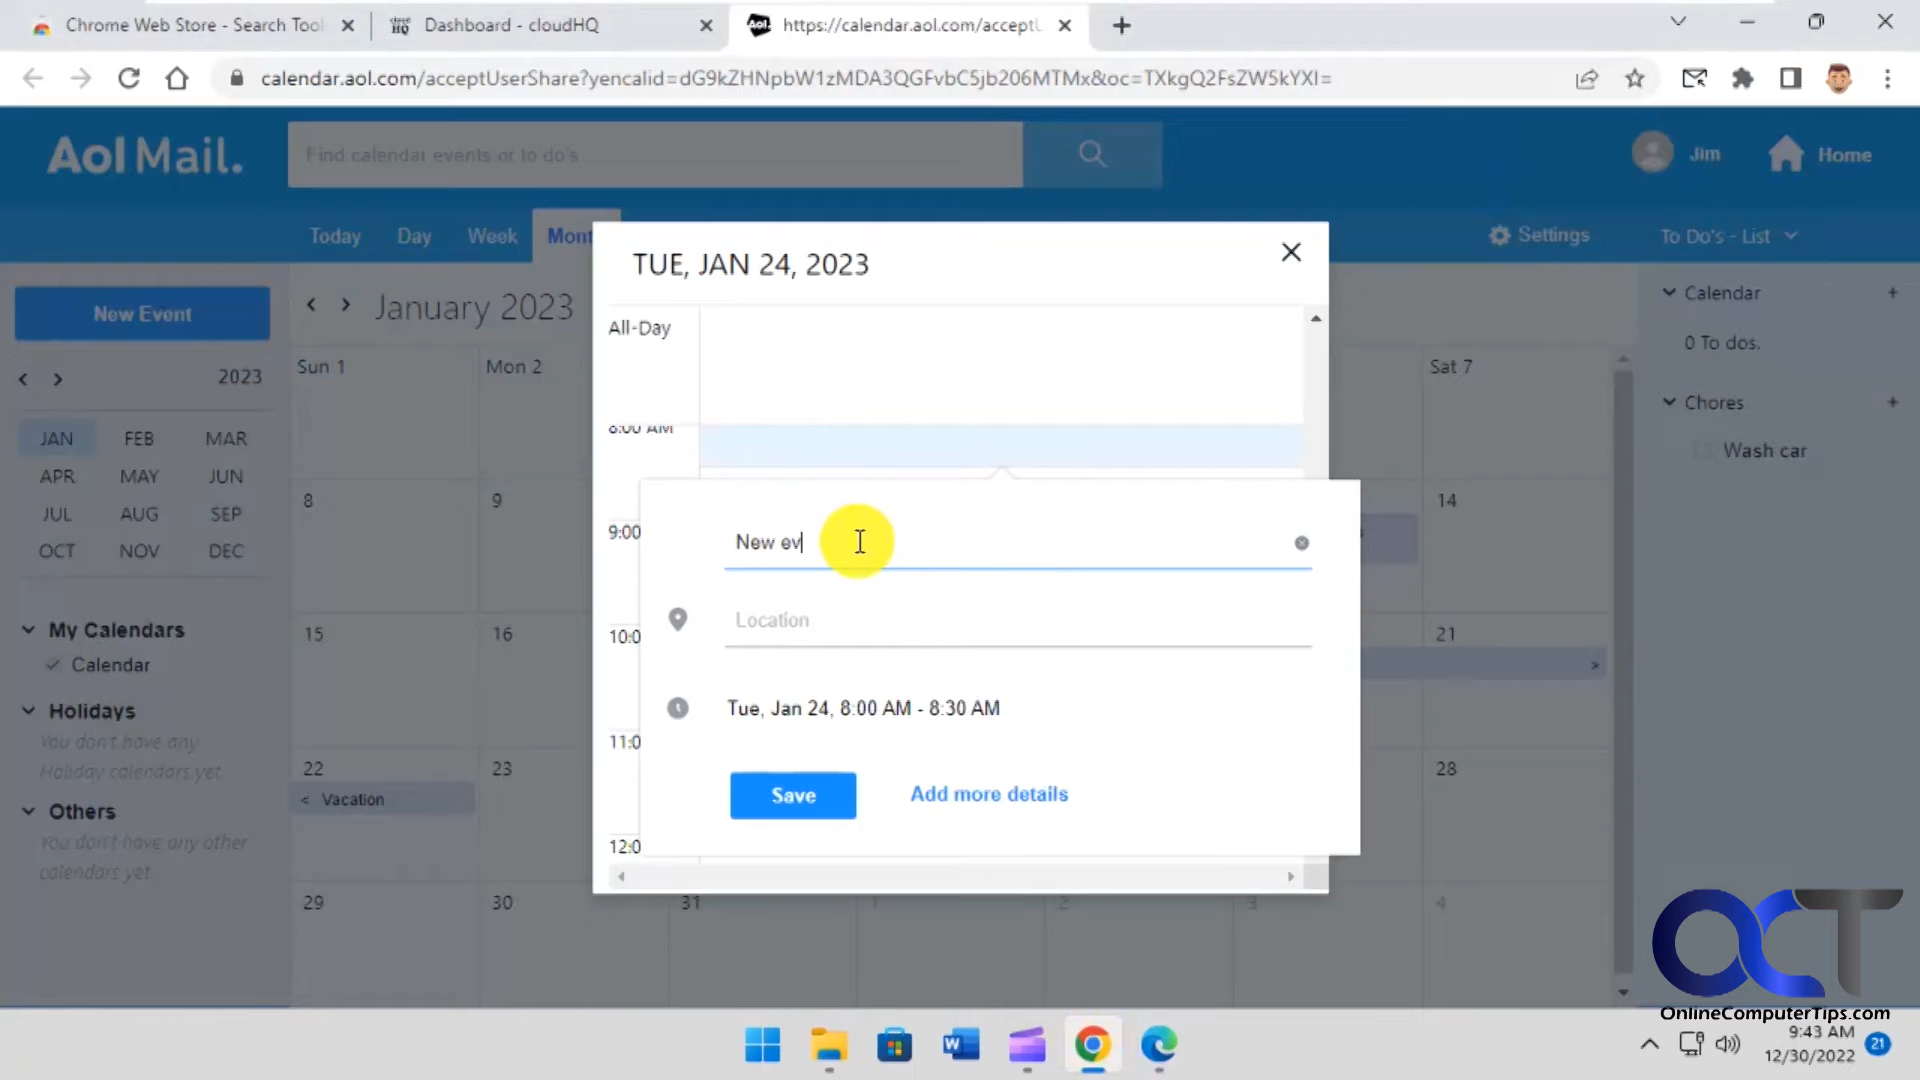 Chrome Web Store - Search Tool
Dashboard - cloudHQ
Aol.
https://calendar.aol.com/acceptU
calendar.aol.com/acceptUserShare?yencalid=dG9kZHNpbW1zMDA3QGFvbC5jb206MTMx&oc=TXkgQ2FsZW5kYXI=
Aol Mail.
Find calendar events or to do's
Jim
Home
Today
Day
Week
Mont
Settings
To Do's - List
TUE, JAN 24, 2023
New Event
January 2023
2023
JAN FEB MAR
APR MAY JUN
JUL AUG SEP
OCT NOV DEC
My Calendars
Calendar
Holidays
You don't have any
Holiday calendars yet
Others
You don't have any other
calendars yet
Sun 1
Mon 2
Sat 7
8
9
14
15
16
21
22
23
28
< Vacation
>
29
30
31
1
2
3
4
All-Day
8:00 AM
9:00
10:0
11:0
12:0
New ev
Location
Tue, Jan 24, 8:00 AM - 8:30 AM
Save
Add more details
Calendar +
0 To dos.
Chores +
Wash car
OCT
OnlineComputerTips.com
W
9:43 AM
12/30/2022
21